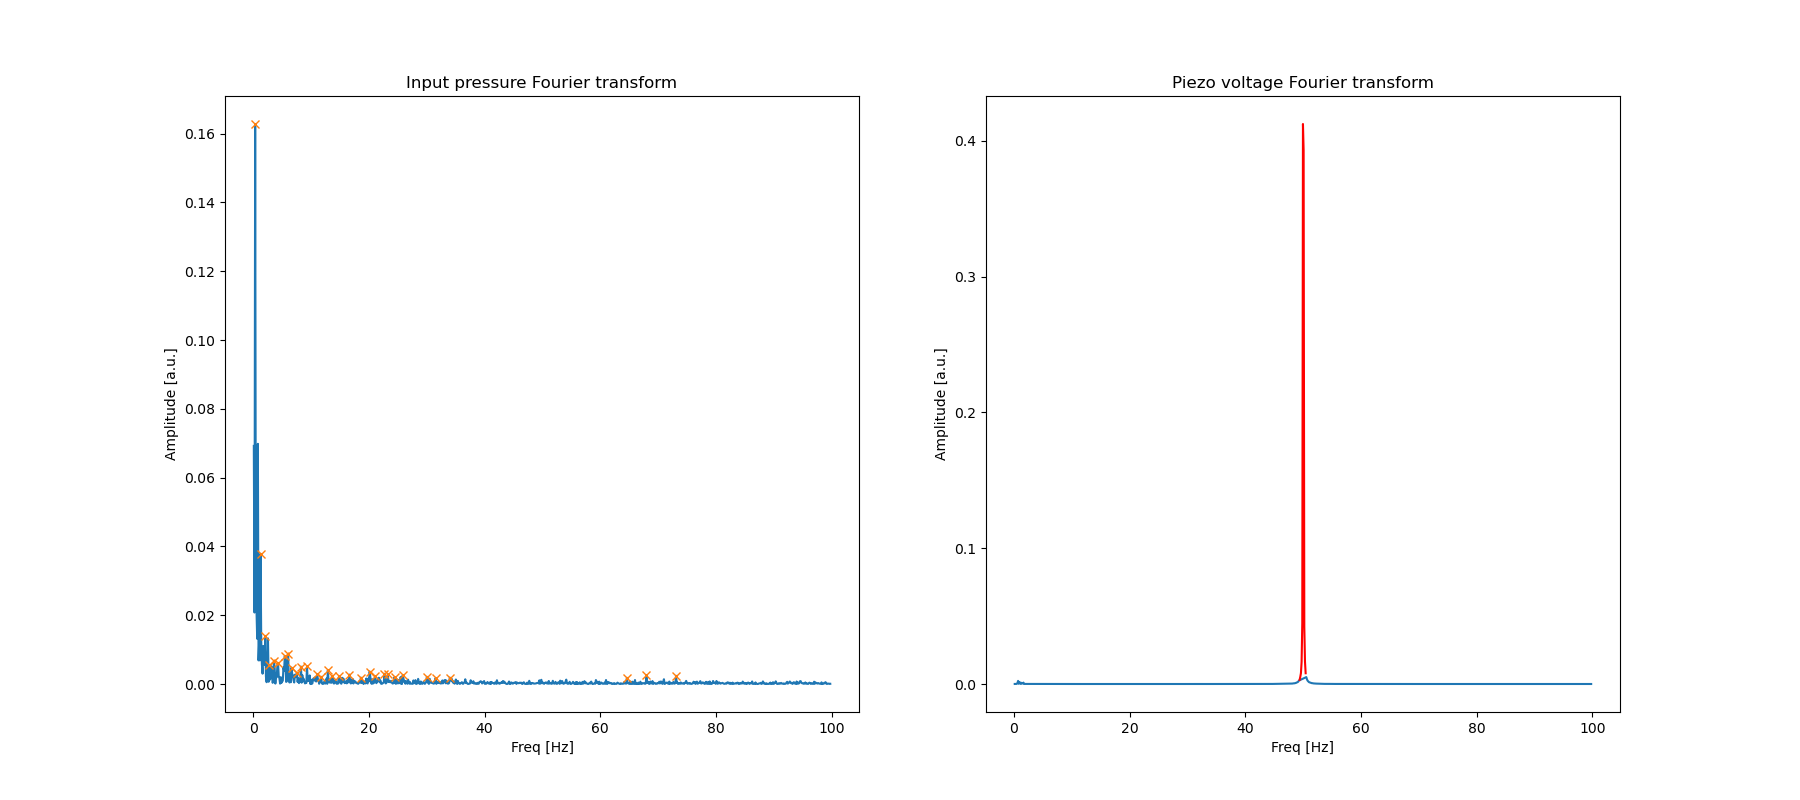 Input pressure Fourier transform
Amplitude [a.u.]
0.16
0.14
0.12
0.10
0.08
0.06
0.04
0.02
0.00
0 20 40 60 80 100
Freq [Hz]
Piezo voltage Fourier transform
Amplitude [a.u.]
0.4
0.3
0.2
0.1
0.0
0 20 40 60 80 100
Freq [Hz]